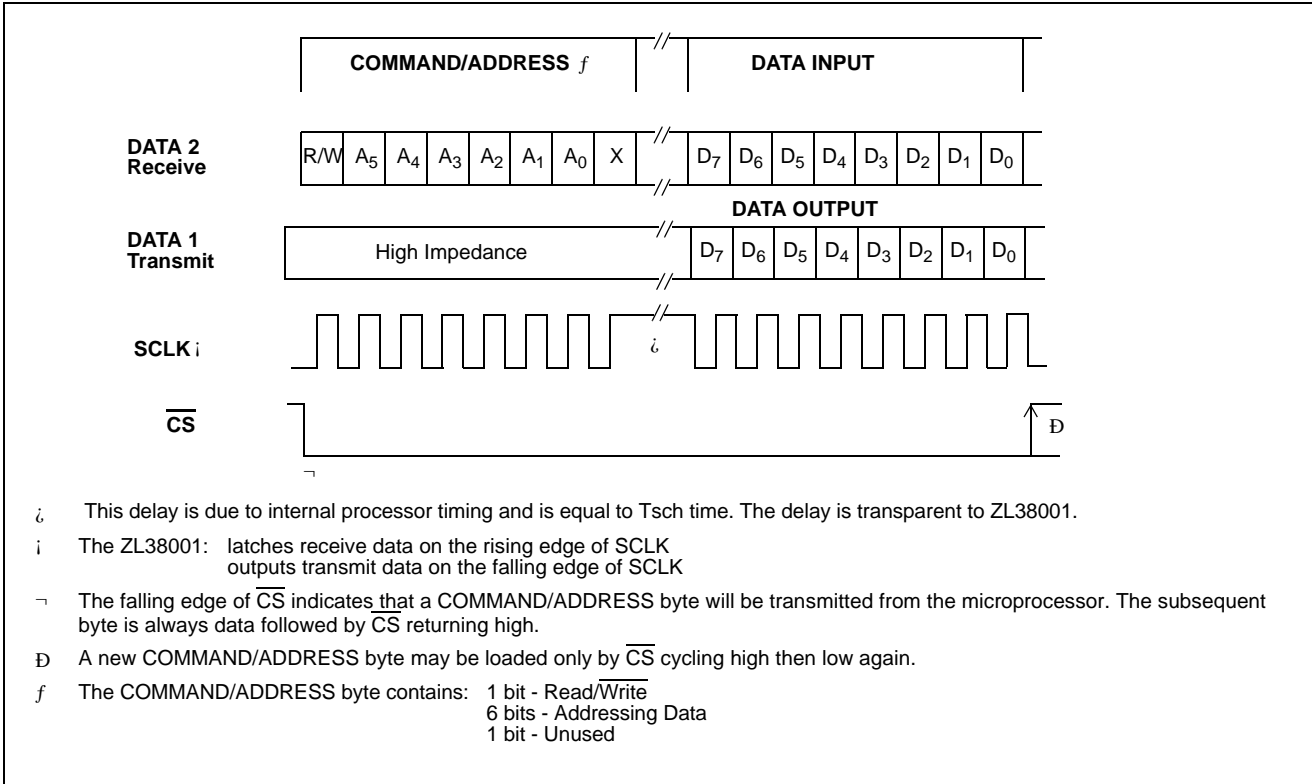 COMMAND/ADDRESS ƒ
DATA INPUT
DATA 2
Receive
R/W A5 A4 A3 A2 A1 A0 X
D7 D6 D5 D4 D3 D2 D1 D0
DATA OUTPUT
DATA 1
Transmit
High Impedance
D7 D6 D5 D4 D3 D2 D1 D0
SCLK ¡
¿
CS
Ð
¬
¿ This delay is due to internal processor timing and is equal to Tsch time. The delay is transparent to ZL38001.
¡ The ZL38001: latches receive data on the rising edge of SCLK
outputs transmit data on the falling edge of SCLK
¬ The falling edge of CS indicates that a COMMAND/ADDRESS byte will be transmitted from the microprocessor. The subsequent
byte is always data followed by CS returning high.
Ð A new COMMAND/ADDRESS byte may be loaded only by CS cycling high then low again.
ƒ The COMMAND/ADDRESS byte contains: 1 bit - Read/Write
6 bits - Addressing Data
1 bit - Unused